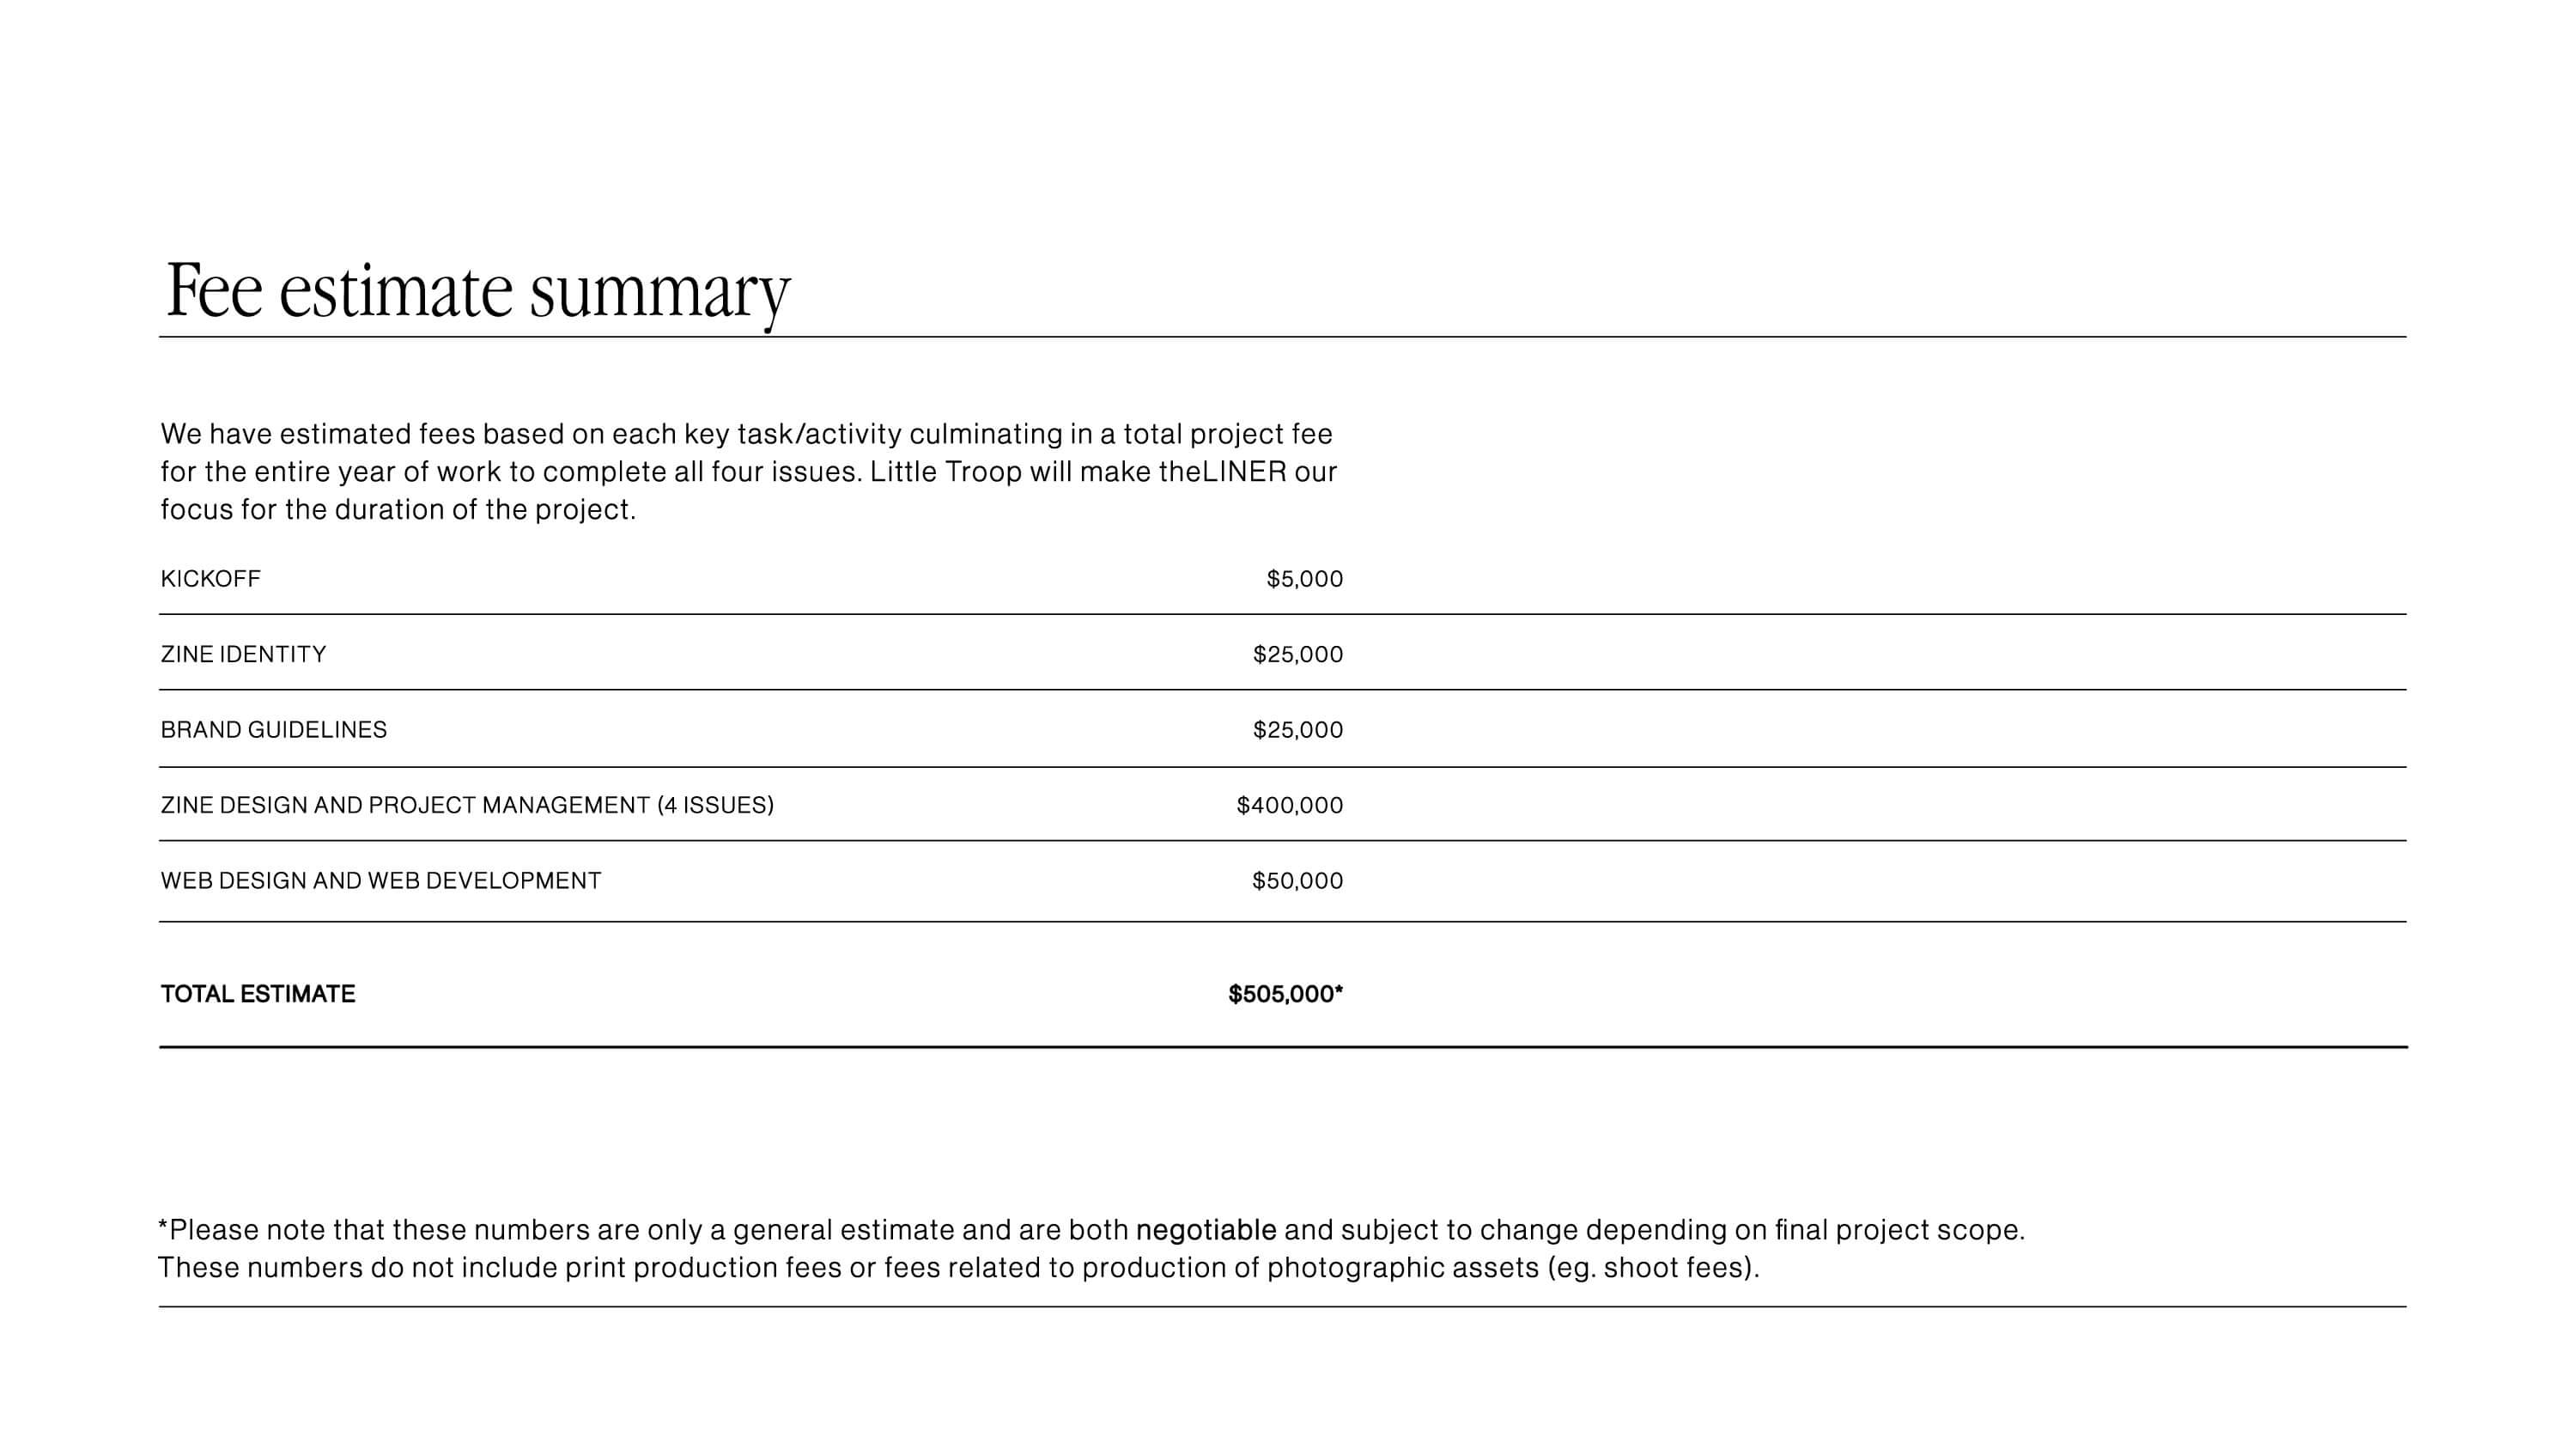 Fee estimate summary
We have estimated fees based on each key task/activity culminating in a total project fee
for the entire year of work to complete all four issues. Little Troop will make theLINER our
focus for the duration of the project.
KICKOFF $5,000
ZINE IDENTITY $25,000
BRAND GUIDELINES $25,000
ZINE DESIGN AND PROJECT MANAGEMENT (4 ISSUES) $400,000
WEB DESIGN AND WEB DEVELOPMENT $50,000
TOTAL ESTIMATE $505,000*
*Please note that these numbers are only a general estimate and are both negotiable and subject to change depending on final project scope.
These numbers do not include print production fees or fees related to production of photographic assets (eg. shoot fees).